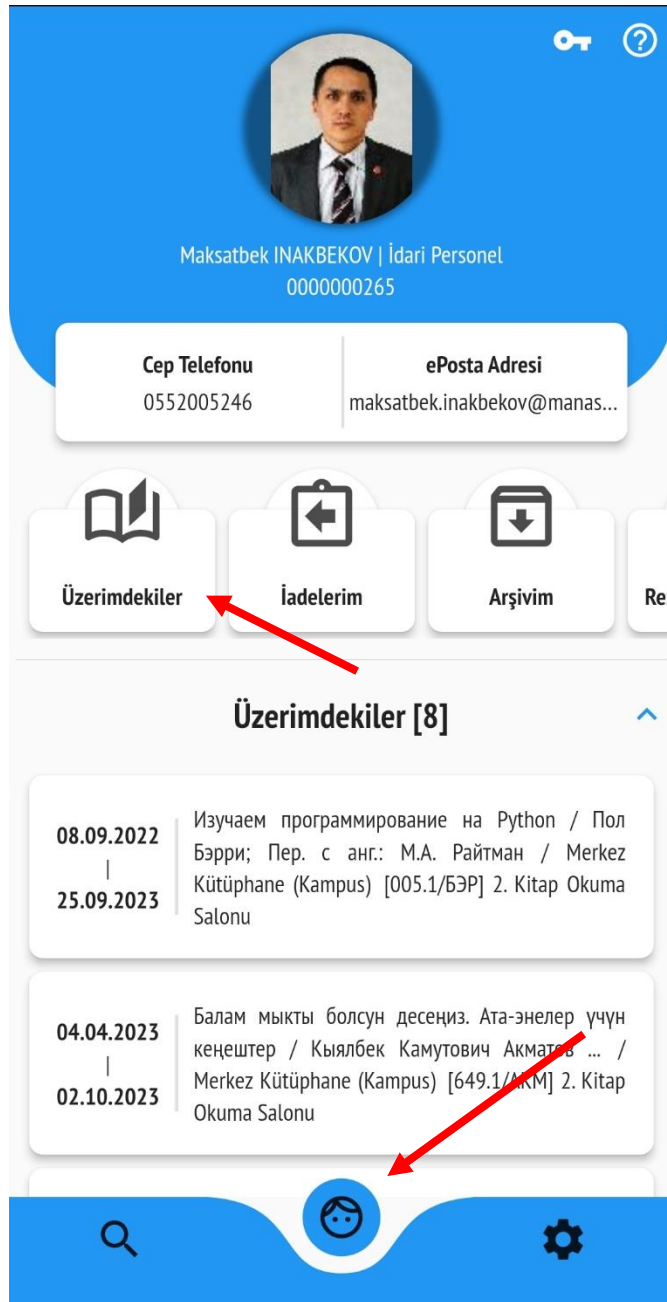 Maksatbek INAKBEKOV | İdari Personel
0000000265
Cep Telefonu
0552005246
ePosta Adresi
maksatbek.inakbekov@manas...
Üzerimdekiler
İadelerim
Arşivim
Re
Üzerimdekiler [8]
08.09.2022
|
25.09.2023
Изучаем программирование на Python / Пол
Бэрри; Пер. с анг.: М.А. Райтман / Merkez
Kütüphane (Kampus) [005.1/БЭР] 2. Kitap Okuma
Salonu
04.04.2023
|
02.10.2023
Балам мыкты болсун десеңиз. Ата-энелер үчүн
кеңештер / Кыялбек Камутович Акматов ... /
Merkez Kütüphane (Kampus) [649.1/АКМ] 2. Kitap
Okuma Salonu